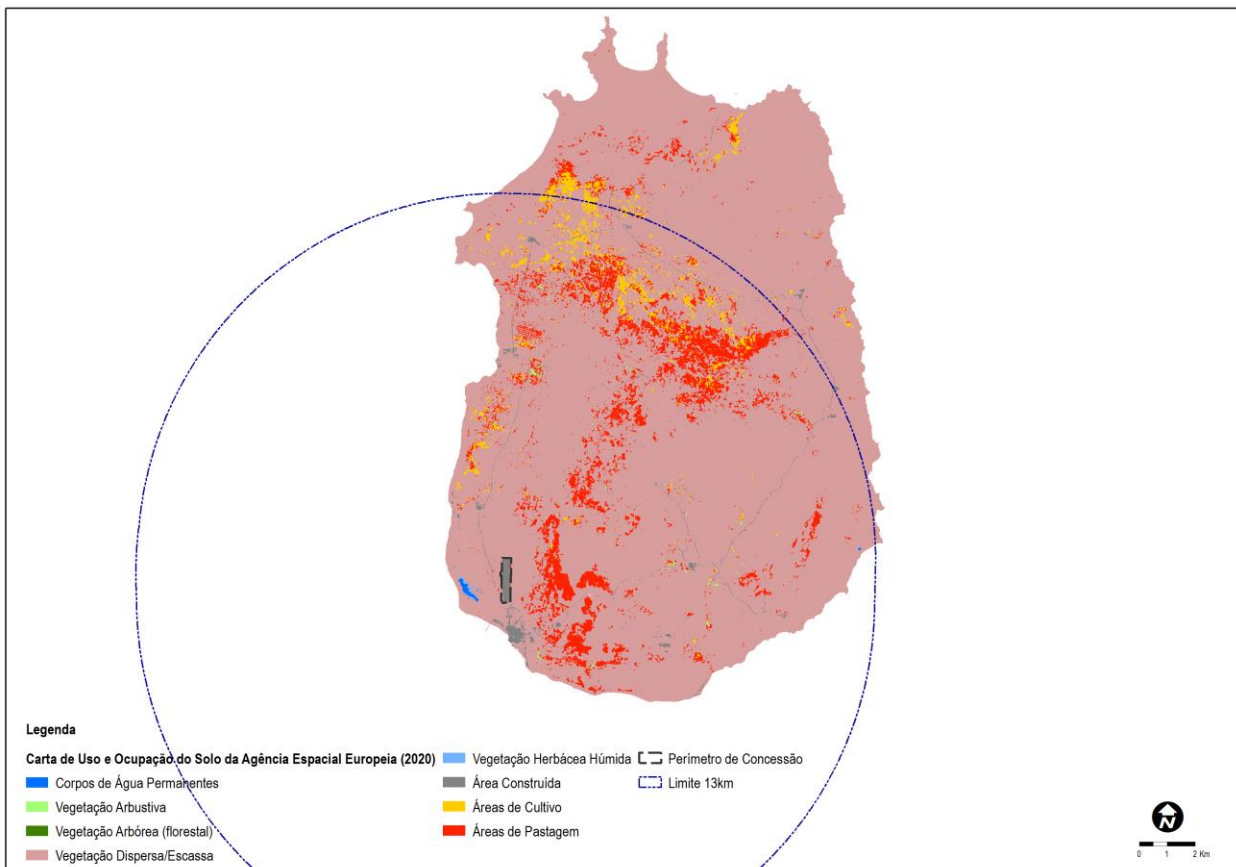 Legenda
Carta de Uso e Ocupação do Solo da Agência Espacial Europeia (2020)
Corpos de Água Permanentes
Vegetação Arbustiva
Vegetação Arbórea (florestal)
Vegetação Dispersa/Escassa
Vegetação Herbácea Húmida
Área Construída
Áreas de Cultivo
Áreas de Pastagem
Perímetro de Concessão
Limite 13km
N
0 1 2 Km